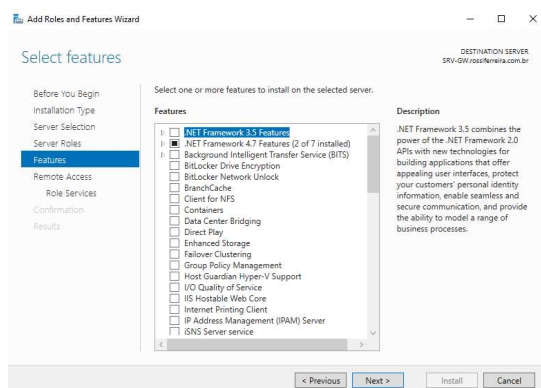 Add Roles and Features Wizard
Select features
DESTINATION SERVER
SRV-GW.rossiferreira.com.br
Before You Begin
Installation Type
Server Selection
Server Roles
Features
Remote Access
Role Services
Confirmation
Results
Select one or more features to install on the selected server.
Features
.NET Framework 3.5 Features
.NET Framework 4.7 Features (2 of 7 installed)
Background Intelligent Transfer Service (BITS)
BitLocker Drive Encryption
BitLocker Network Unlock
BranchCache
Client for NFS
Containers
Data Center Bridging
Direct Play
Enhanced Storage
Failover Clustering
Group Policy Management
Host Guardian Hyper-V Support
I/O Quality of Service
IIS Hostable Web Core
Internet Printing Client
IP Address Management (IPAM) Server
iSNS Server service
Description
.NET Framework 3.5 combines the
power of the .NET Framework 2.0
APIs with new technologies for
building applications that offer
appealing user interfaces, protect
your customers' personal identity
information, enable seamless and
secure communication, and provide
the ability to model a range of
business processes.
< Previous
Next >
Install
Cancel